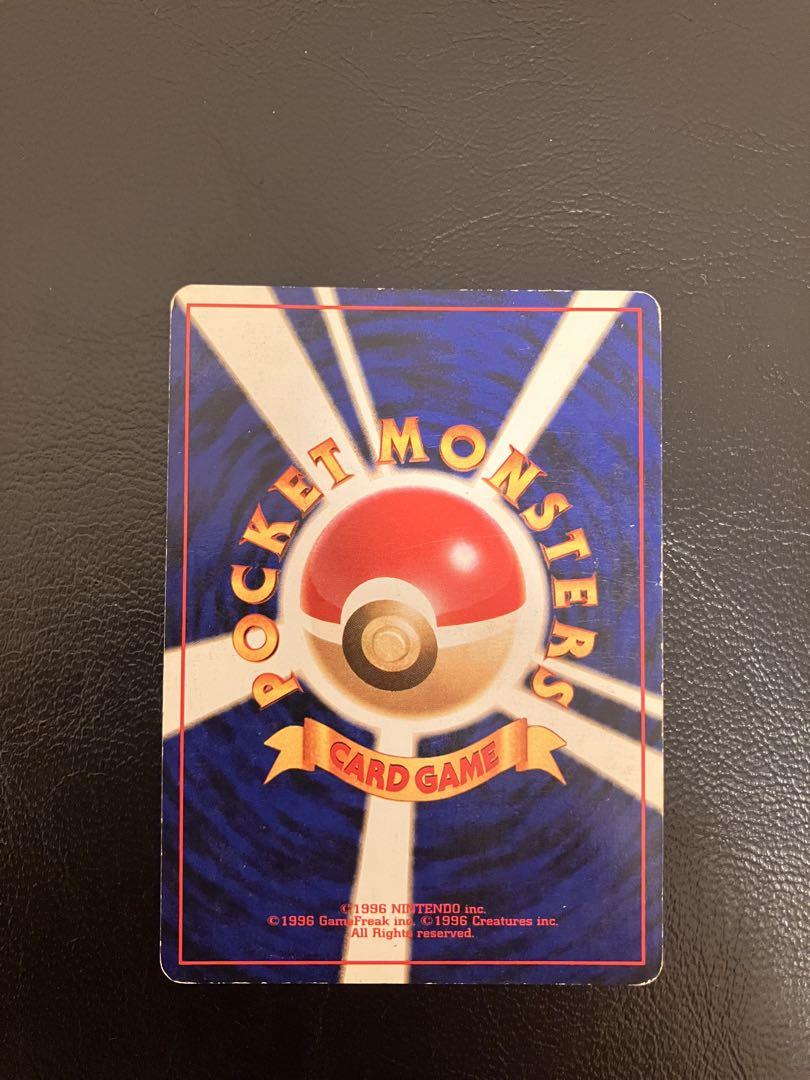 POCKET MONSTERS
CARD GAME
©1996 NINTENDO inc.
©1996 GameFreak inc. ©1996 Creatures inc.
All Rights reserved.